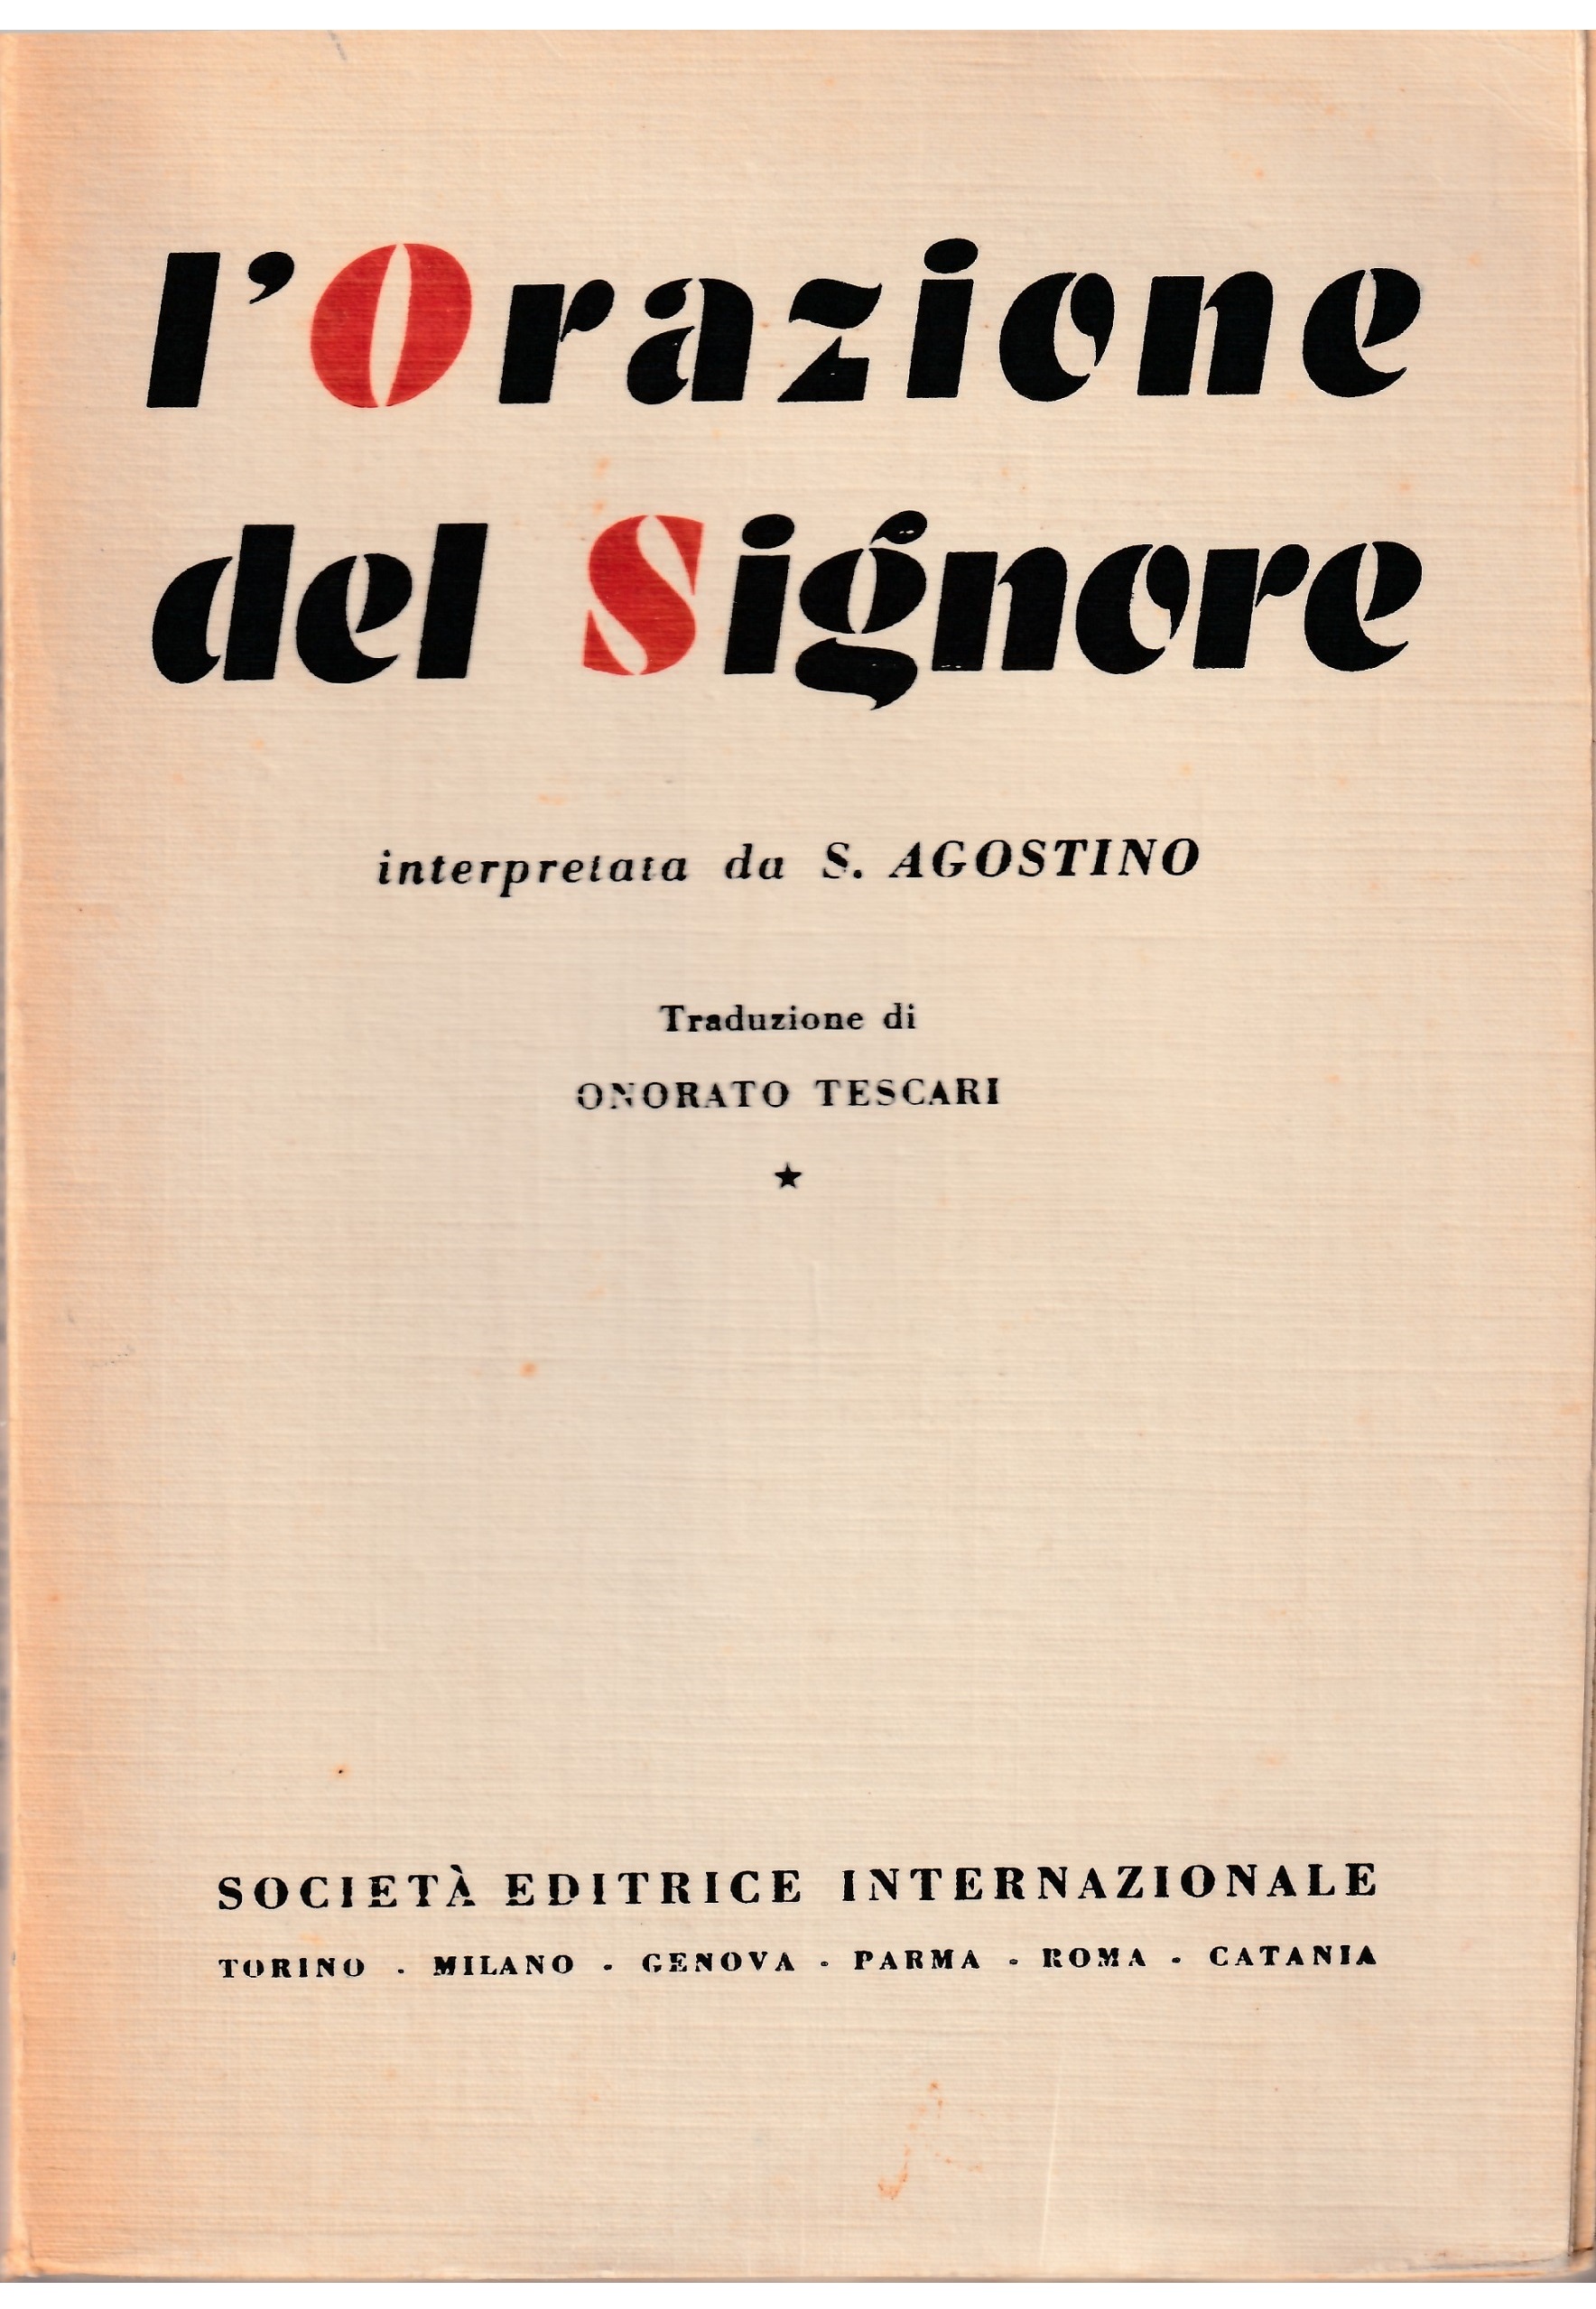 l'Orazione
del Signore
interpretata da S. AGOSTINO
Traduzione di
ONORATO TESCARI
★
SOCIETÀ EDITRICE INTERNAZIONALE
TORINO - MILANO - GENOVA - PARMA - ROMA - CATANIA